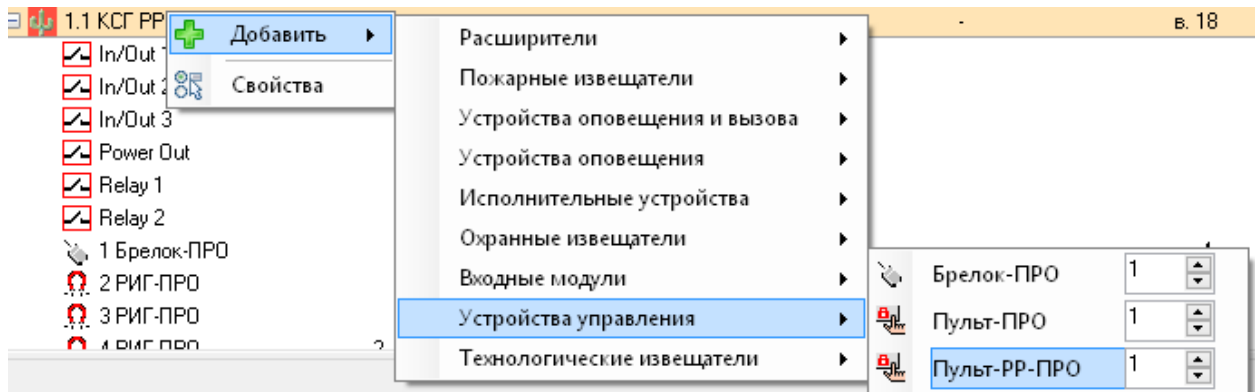 1.1 КСГ РР
-
в. 18
In/Out 1
In/Out 2
In/Out 3
Power Out
Relay 1
Relay 2
1 Брелок-ПРО
2 РИГ-ПРО
3 РИГ-ПРО
4 РИГ-ПРО
Добавить
Свойства
Расширители
Пожарные извещатели
Устройства оповещения и вызова
Устройства оповещения
Исполнительные устройства
Охранные извещатели
Входные модули
Устройства управления
Технологические извещатели
Брелок-ПРО 1
Пульт-ПРО 1
Пульт-РР-ПРО 1